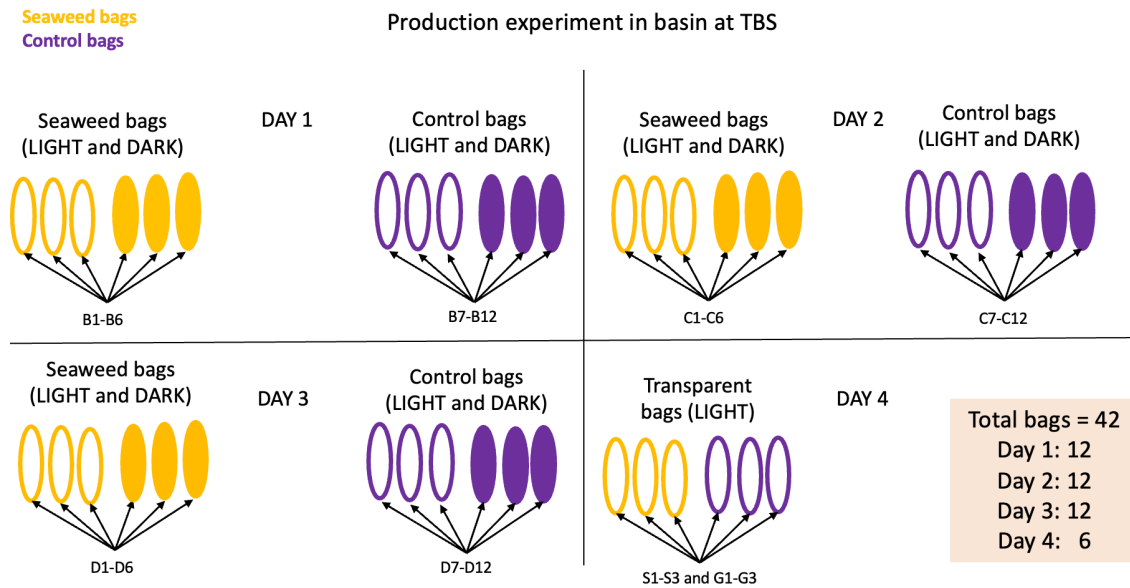 Seaweed bags
Control bags
Production experiment in basin at TBS
Seaweed bags
(LIGHT and DARK)
DAY 1
Control bags
(LIGHT and DARK)
B1-B6
B7-B12
Seaweed bags
(LIGHT and DARK)
DAY 2
Control bags
(LIGHT and DARK)
C1-C6
C7-C12
Seaweed bags
(LIGHT and DARK)
DAY 3
Control bags
(LIGHT and DARK)
D1-D6
D7-D12
Transparent
bags (LIGHT)
DAY 4
S1-S3 and G1-G3
Total bags = 42
Day 1: 12
Day 2: 12
Day 3: 12
Day 4: 6